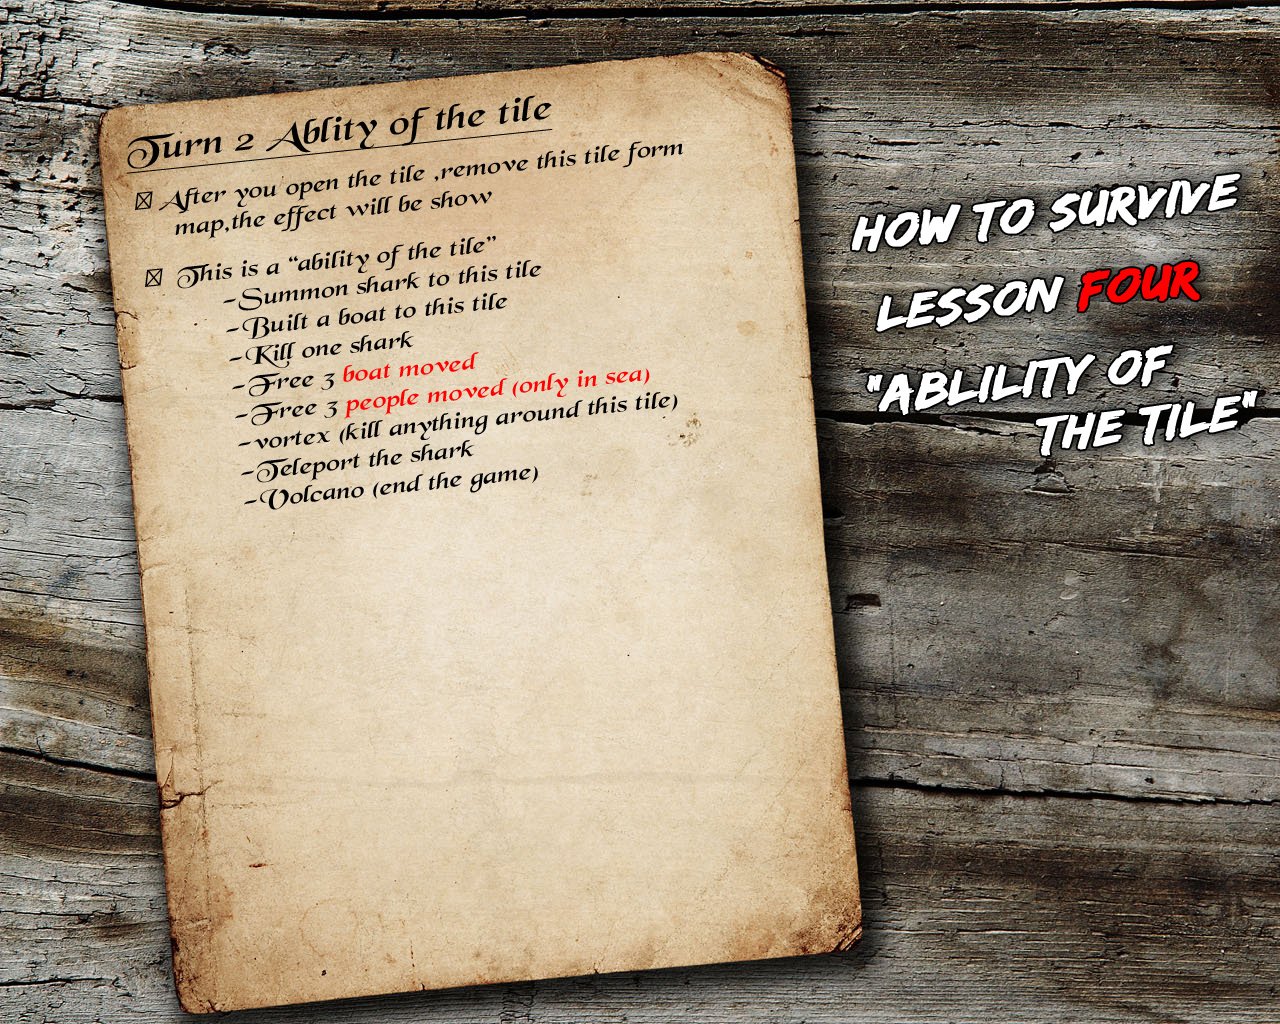 Turn 2 Ablity of the tile
After you open the tile ,remove this tile form
map,the effect will be show
This is a “ability of the tile”
-Summon shark to this tile
-Built a boat to this tile
-Kill one shark
-Free 3 boat moved
-Free 3 people moved (only in sea)
-vortex (kill anything around this tile)
-Teleport the shark
-Volcano (end the game)
HOW TO SURVIVE
LESSON FOUR
"ABLILITY OF
THE TILE"